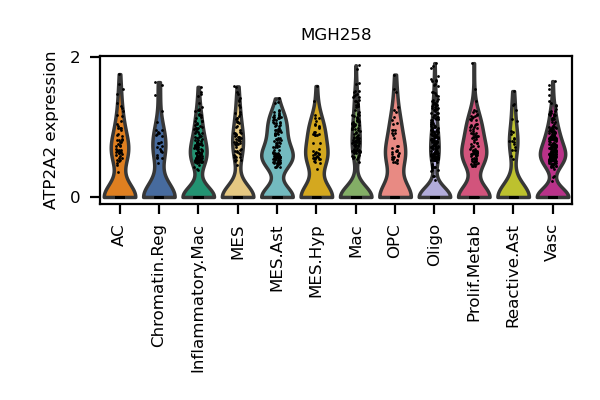 MGH258
ATP2A2 expression
2
0
AC
Chromatin.Reg
Inflammatory.Mac
MES
MES.Ast
MES.Hyp
Mac
OPC
Oligo
Prolif.Metab
Reactive.Ast
Vasc